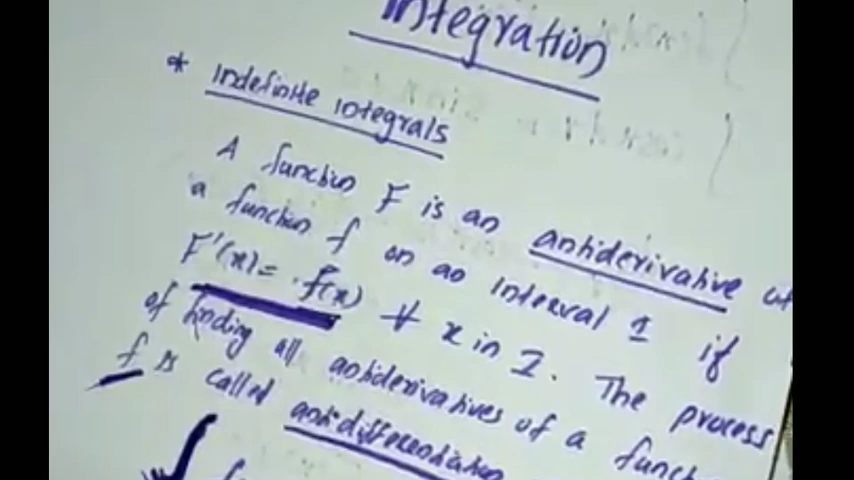 Integration
* Indefinite integrals
A function F is an antiderivative of
a function f on an interval I if
F'(x) = f(x) ∀ x in I. The process
of finding all antiderivatives of a
f is called antidifferentiation